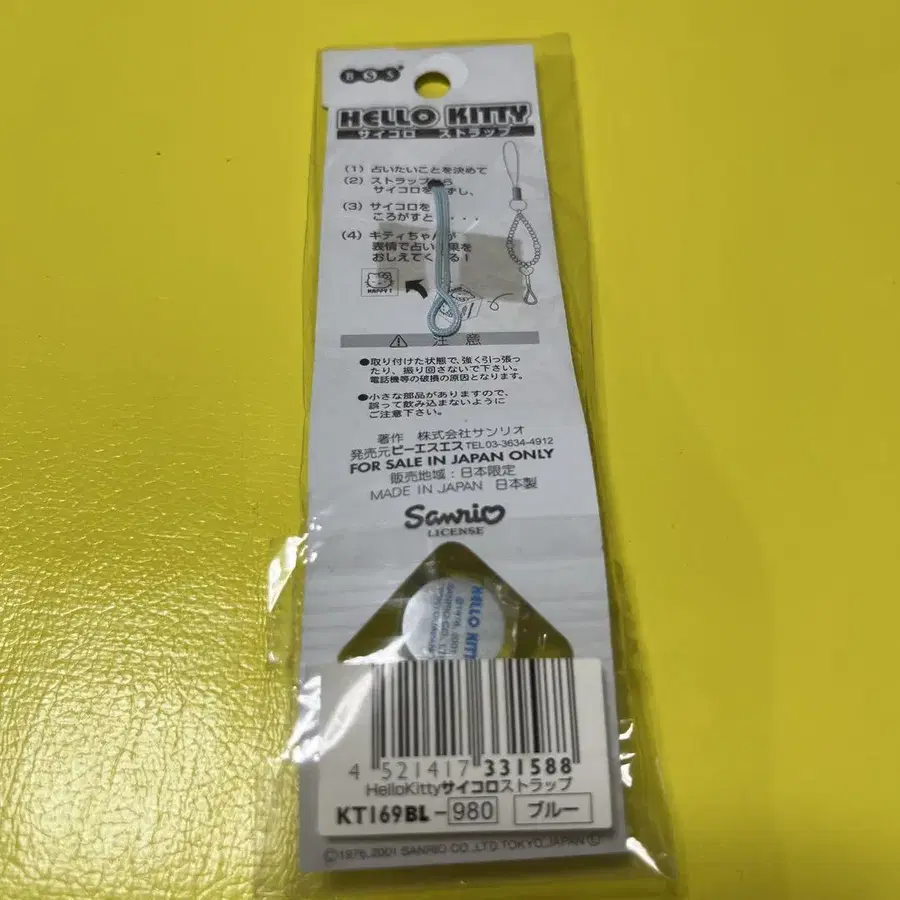 BSS
HELLO KITTY
サイコロ ストラップ
(1) 占いたいことを決めて
(2) ストラップ ら
サイコロを ずし、
(3) サイコロを
ころがすと・・・・
(4) キティちゃんが
表情で占い 果を
おしえてく る！
HAPPY!
注意
●取り付けた状態で、強く引っ張っ
たり、振り回さないで下さい。
電話機等の破損の原因となります。
●小さな部品がありますので、
誤って飲み込まないように
ご注意下さい。
著作 株式会社サンリオ
発売元ビーエスエス TEL03-3634-4912
FOR SALE IN JAPAN ONLY
販売地域：日本限定
MADE IN JAPAN 日本製
Sanrio
LICENSE
HELLO KITT
©1976, 2001
SANRIO CO., LT
TOKYO, JAPAN
4 521417 331588
HelloKittyサイコロストラップ
KT169BL-980 ブルー
©1976, 2001 SANRIO CO., LTD. TOKYO, JAPAN Ⓛ